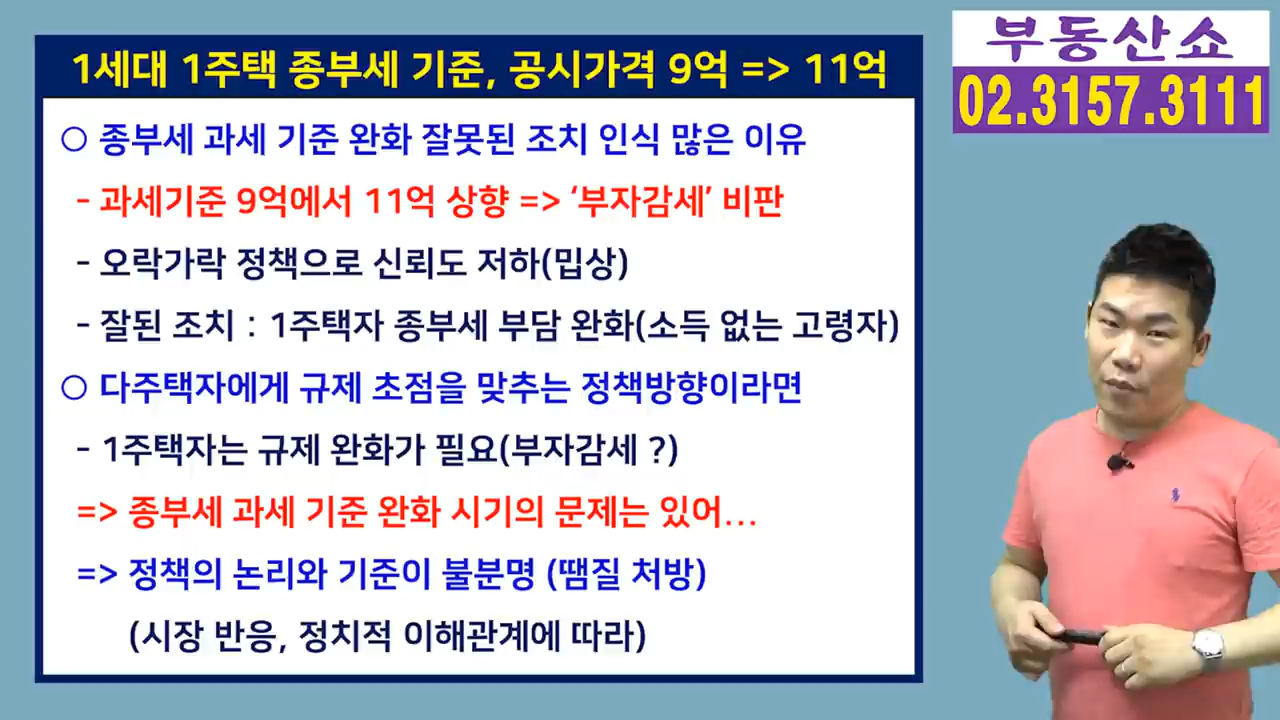 1세대 1주택 종부세 기준, 공시가격 9억 => 11억
부동산쇼
02.3157.3111
○ 종부세 과세 기준 완화 잘못된 조치 인식 많은 이유
- 과세기준 9억에서 11억 상향 => ‘부자감세’ 비판
- 오락가락 정책으로 신뢰도 저하(밉상)
- 잘된 조치 : 1주택자 종부세 부담 완화(소득 없는 고령자)
○ 다주택자에게 규제 초점을 맞추는 정책방향이라면
- 1주택자는 규제 완화가 필요(부자감세 ?)
=> 종부세 과세 기준 완화 시기의 문제는 있어...
=> 정책의 논리와 기준이 불분명 (땜질 처방)
(시장 반응, 정치적 이해관계에 따라)